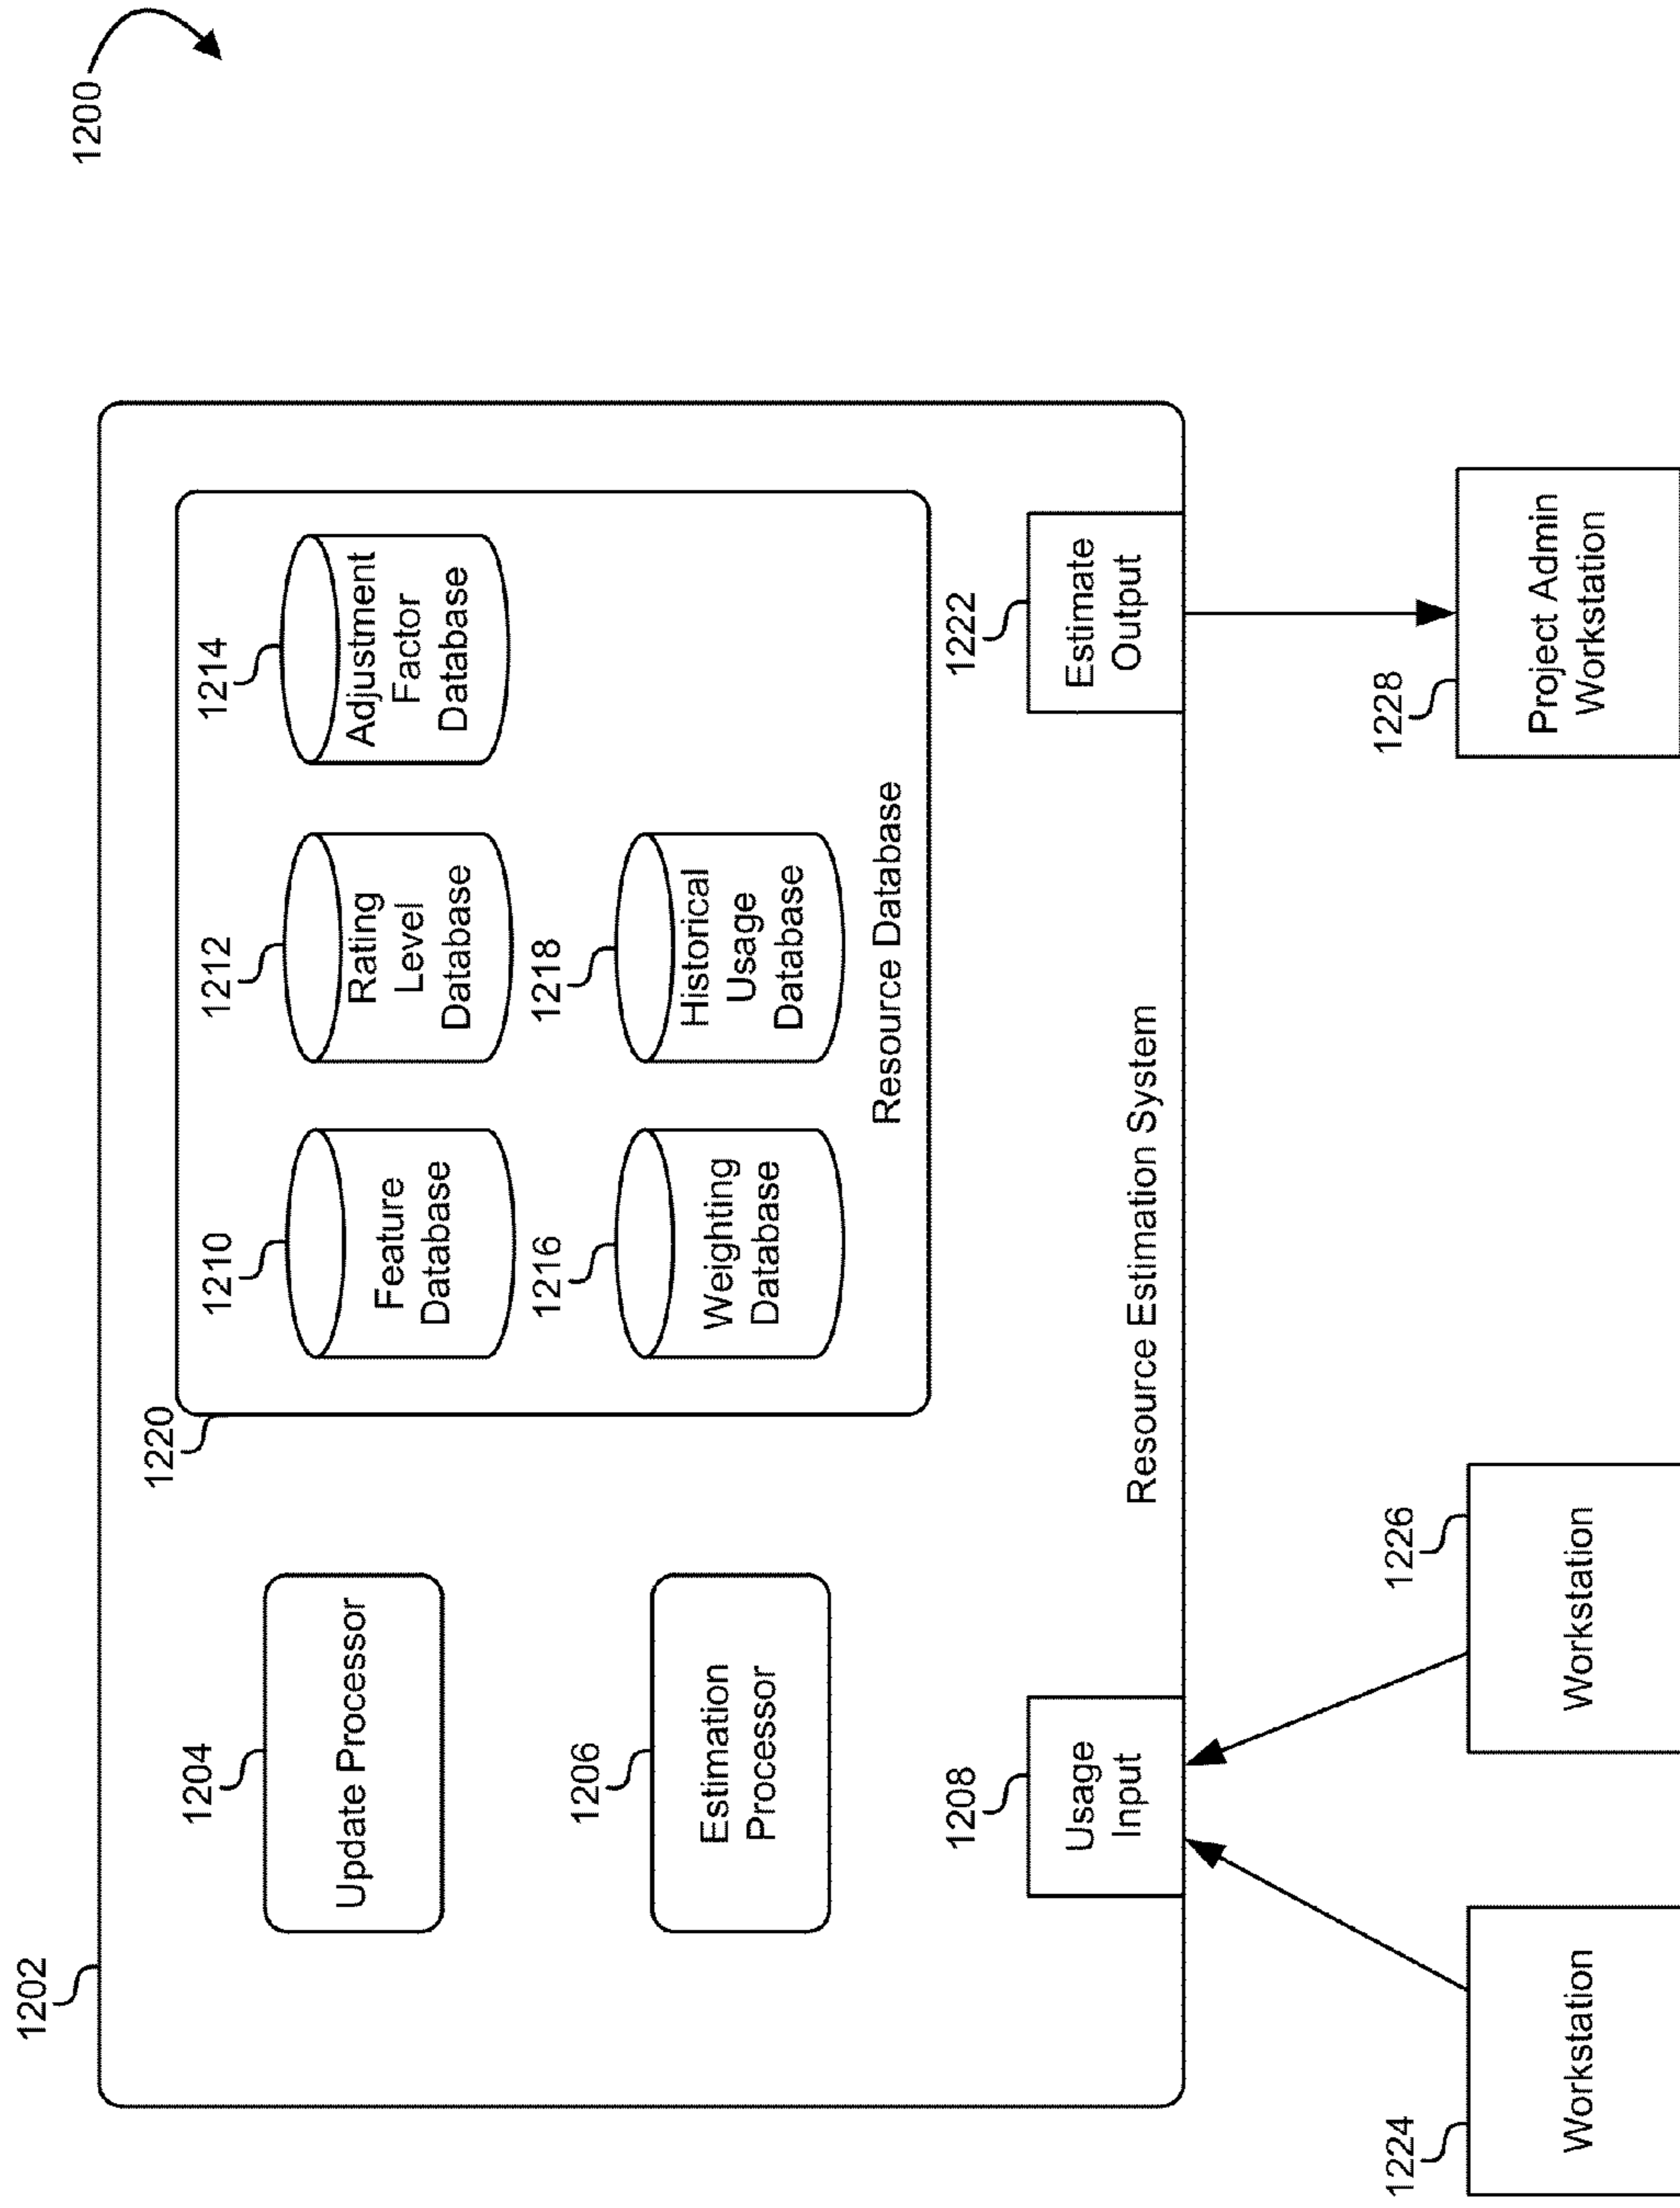 1200
1202
1204
Update Processor
1206
Estimation
Processor
1208
Usage
Input
1220
1210
Feature
Database
1212
Rating
Level
Database
1214
Adjustment
Factor
Database
1216
Weighting
Database
1218
Historical
Usage
Database
Resource Database
1222
Estimate
Output
Resource Estimation System
1224
Workstation
1226
Workstation
1228
Project Admin
Workstation